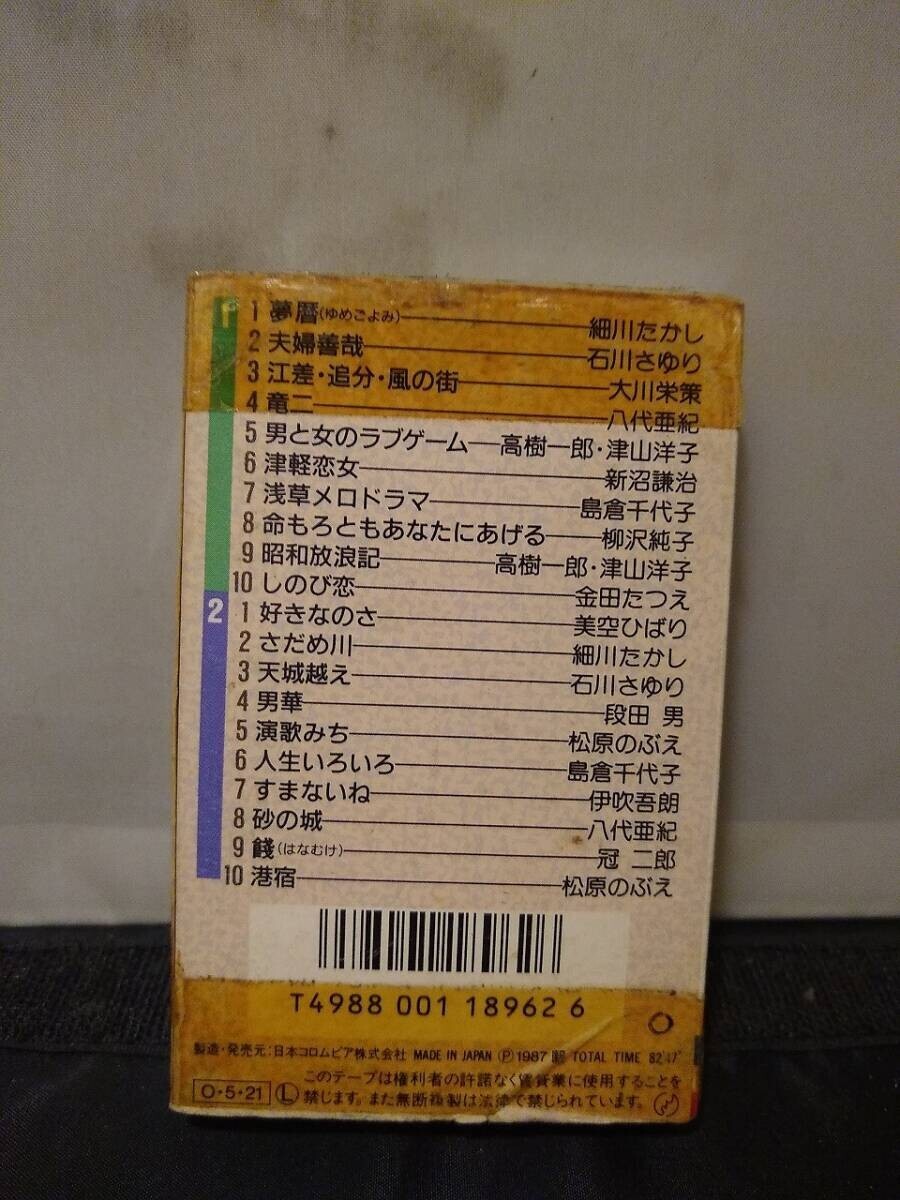 1
1 夢暦(ゆめごよみ) 細川たかし
2 夫婦善哉 石川さゆり
3 江差・追分・風の街 大川栄策
4 竜二 八代亜紀
5 男と女のラブゲーム 高樹一郎・津山洋子
6 津軽恋女 新沼謙治
7 浅草メロドラマ 島倉千代子
8 命もろともあなたにあげる 柳沢純子
9 昭和放浪記 高樹一郎・津山洋子
10 しのび恋 金田たつえ
2
1 好きなのさ 美空ひばり
2 さだめ川 細川たかし
3 天城越え 石川さゆり
4 男華 段田 男
5 演歌みち 松原のぶえ
6 人生いろいろ 島倉千代子
7 すまないね 伊吹吾朗
8 砂の城 八代亜紀
9 餞(はなむけ) 冠 二郎
10 港宿 松原のぶえ
T4988 001 18962 6
製造・発売元:日本コロムビア株式会社 MADE IN JAPAN Ⓟ1987 TOTAL TIME
O・5・21 Ⓛ
このテープは権利者の許諾なく賃貸業に使用することを
禁じます。また無断複製は法律で禁じられています。